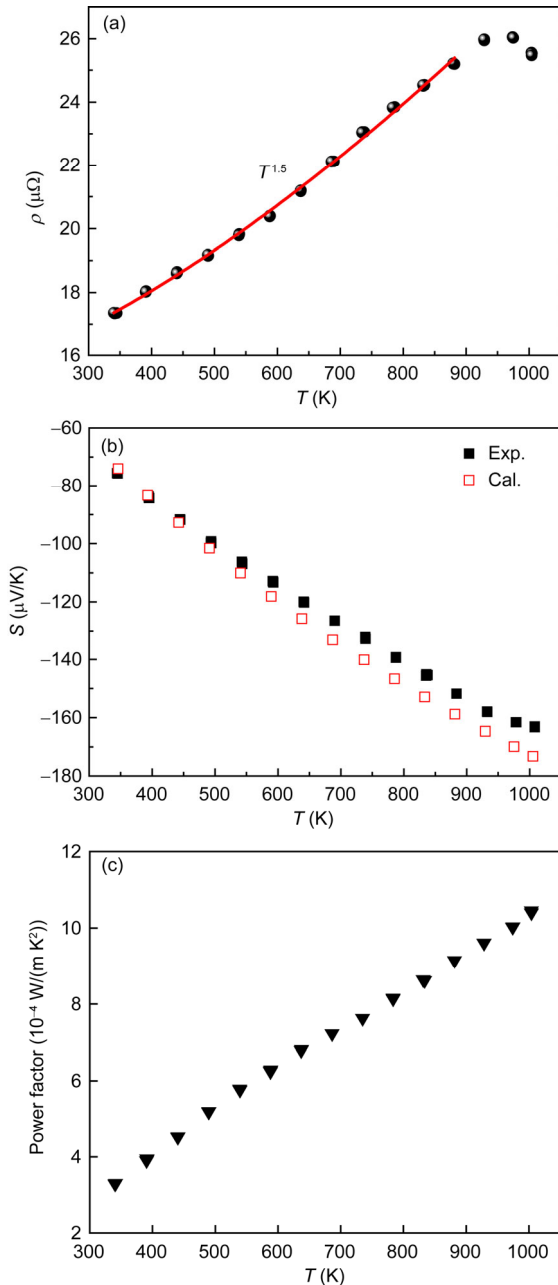 (a)
26
24
22
20
18
16
ρ (μΩ)
T^1.5
300 400 500 600 700 800 900 1000
T (K)
(b)
Exp.
Cal.
−60
−80
−100
−120
−140
−160
−180
S (μV/K)
300 400 500 600 700 800 900 1000
T (K)
(c)
12
10
8
6
4
2
Power factor (10⁻⁴ W/(m K²))
300 400 500 600 700 800 900 1000
T (K)